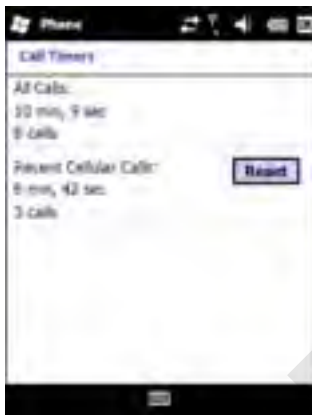 Phone
Call Timers
All Calls:
10 min, 9 sec
8 calls
Recent Cellular Calls:
Reset
6 min, 42 sec
3 calls